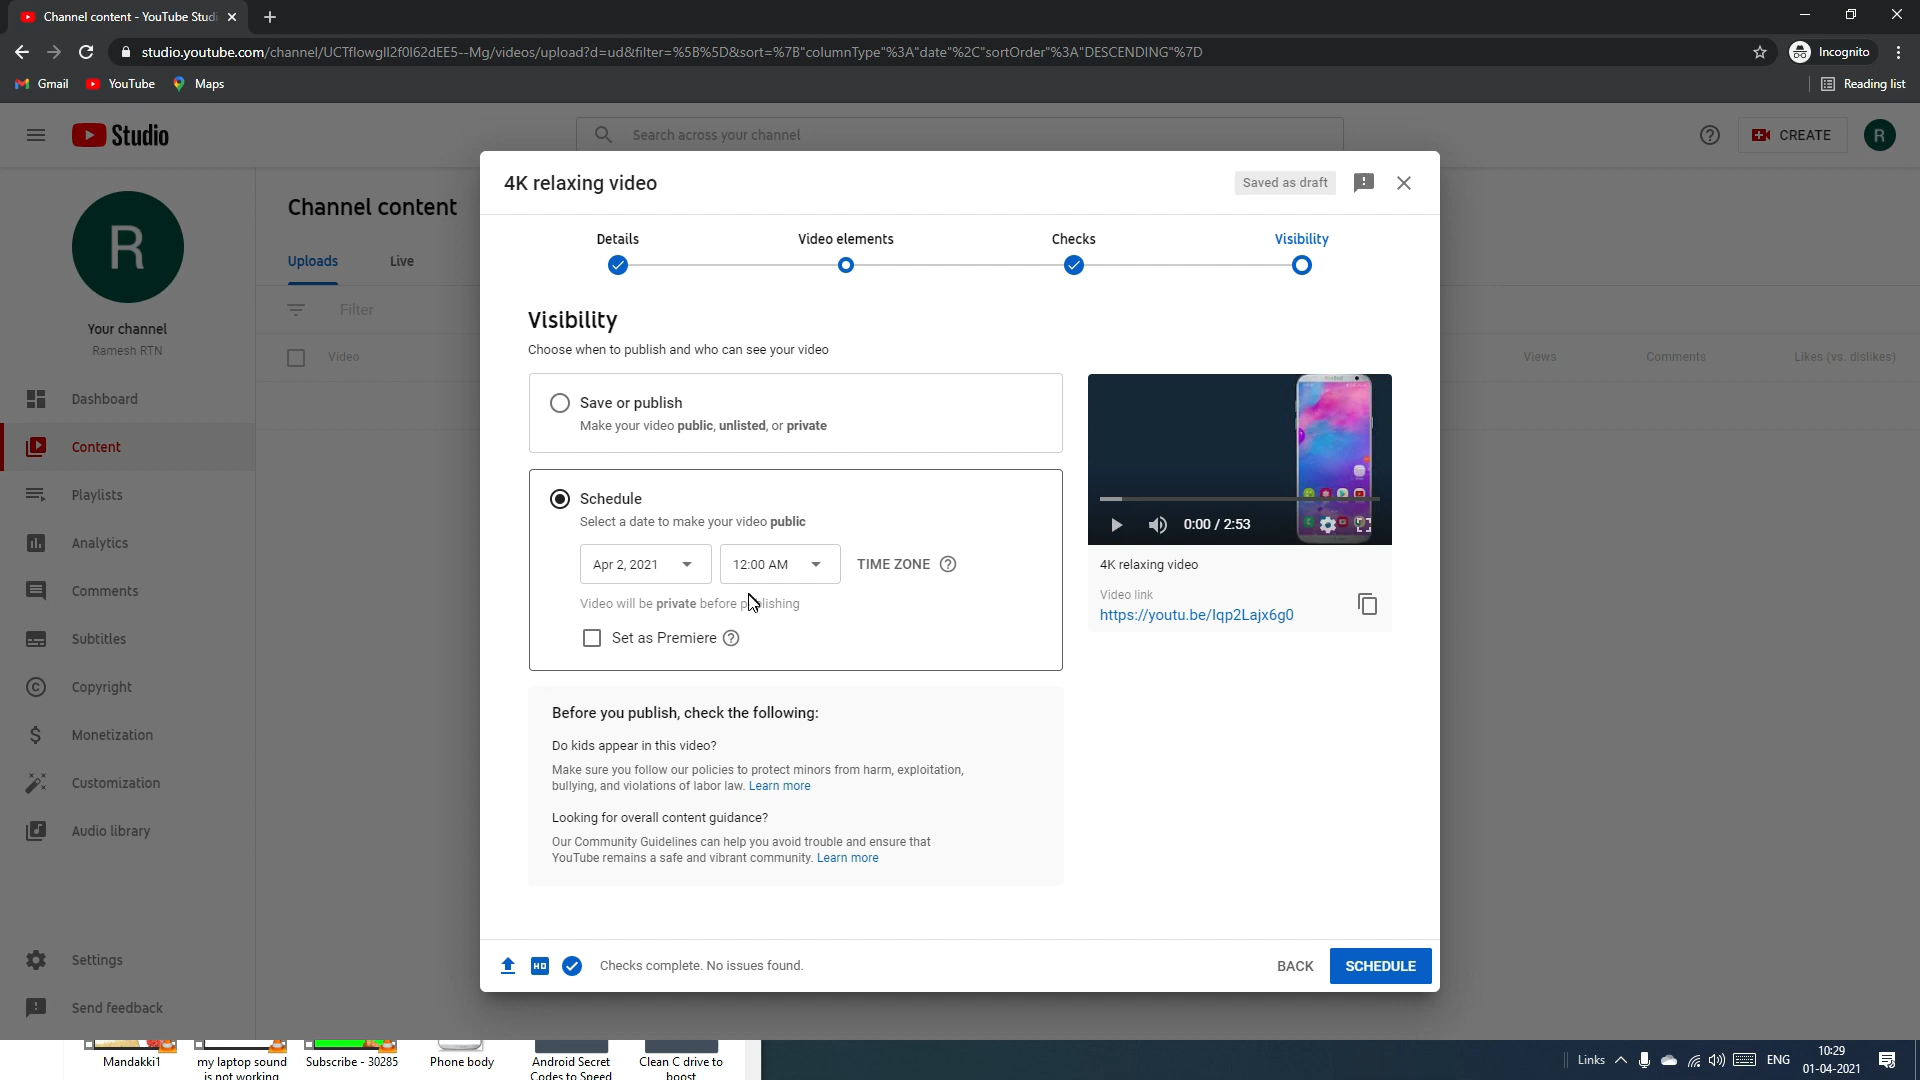 Channel content - YouTube Studi
studio.youtube.com/channel/UCTflowgll2f0l62dEE5--Mg/videos/upload?d=ud&filter=%5B%5D&sort=%7B"columnType"%3A"date"%2C"sortOrder"%3A"DESCENDING"%7D
Incognito
Gmail YouTube Maps
Reading list
Studio
Search across your channel
CREATE
R
R
Your channel
Ramesh RTN
Dashboard
Content
Playlists
Analytics
Comments
Subtitles
Copyright
Monetization
Customization
Audio library
Settings
Send feedback
Channel content
Uploads Live
Filter
Video
Views Comments Likes (vs. dislikes)
4K relaxing video
Saved as draft
Details Video elements Checks Visibility
Visibility
Choose when to publish and who can see your video
Save or publish
Make your video public, unlisted, or private
Schedule
Select a date to make your video public
Apr 2, 2021 12:00 AM TIME ZONE
Video will be private before publishing
Set as Premiere
Before you publish, check the following:
Do kids appear in this video?
Make sure you follow our policies to protect minors from harm, exploitation,
bullying, and violations of labor law. Learn more
Looking for overall content guidance?
Our Community Guidelines can help you avoid trouble and ensure that
YouTube remains a safe and vibrant community. Learn more
0:00 / 2:53
4K relaxing video
Video link
https://youtu.be/Iqp2Lajx6g0
HD
Checks complete. No issues found.
BACK SCHEDULE
Mandakki1
my laptop sound
is not working
Subscribe - 30285
Phone body
Android Secret
Codes to Speed
Clean C drive to
boost
Links
ENG
10:29
01-04-2021